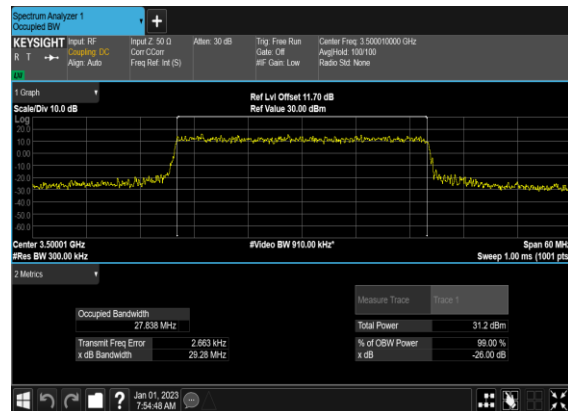 Spectrum Analyzer 1
Occupied BW
+
KEYSIGHT
R T
LXI
Input: RF
Coupling: DC
Align: Auto
Input Z: 50 Ω
Corr CCorr
Freq Ref: Int (S)
Atten: 30 dB
Trig: Free Run
Gate: Off
#IF Gain: Low
Center Freq: 3.500010000 GHz
Avg|Hold: 100/100
Radio Std: None
1 Graph
Scale/Div 10.0 dB
Ref Lvl Offset 11.70 dB
Ref Value 30.00 dBm
Log
20.0
10.0
0.00
-10.0
-20.0
-30.0
-40.0
-50.0
-60.0
Center 3.50001 GHz
#Res BW 300.00 kHz
#Video BW 910.00 kHz*
Span 60 MHz
Sweep 1.00 ms (1001 pts
2 Metrics
Measure Trace
Trace 1
Occupied Bandwidth
27.838 MHz
Total Power
31.2 dBm
Transmit Freq Error
2.663 kHz
% of OBW Power
99.00 %
x dB Bandwidth
29.28 MHz
x dB
-26.00 dB
?
Jan 01, 2023
7:54:48 AM